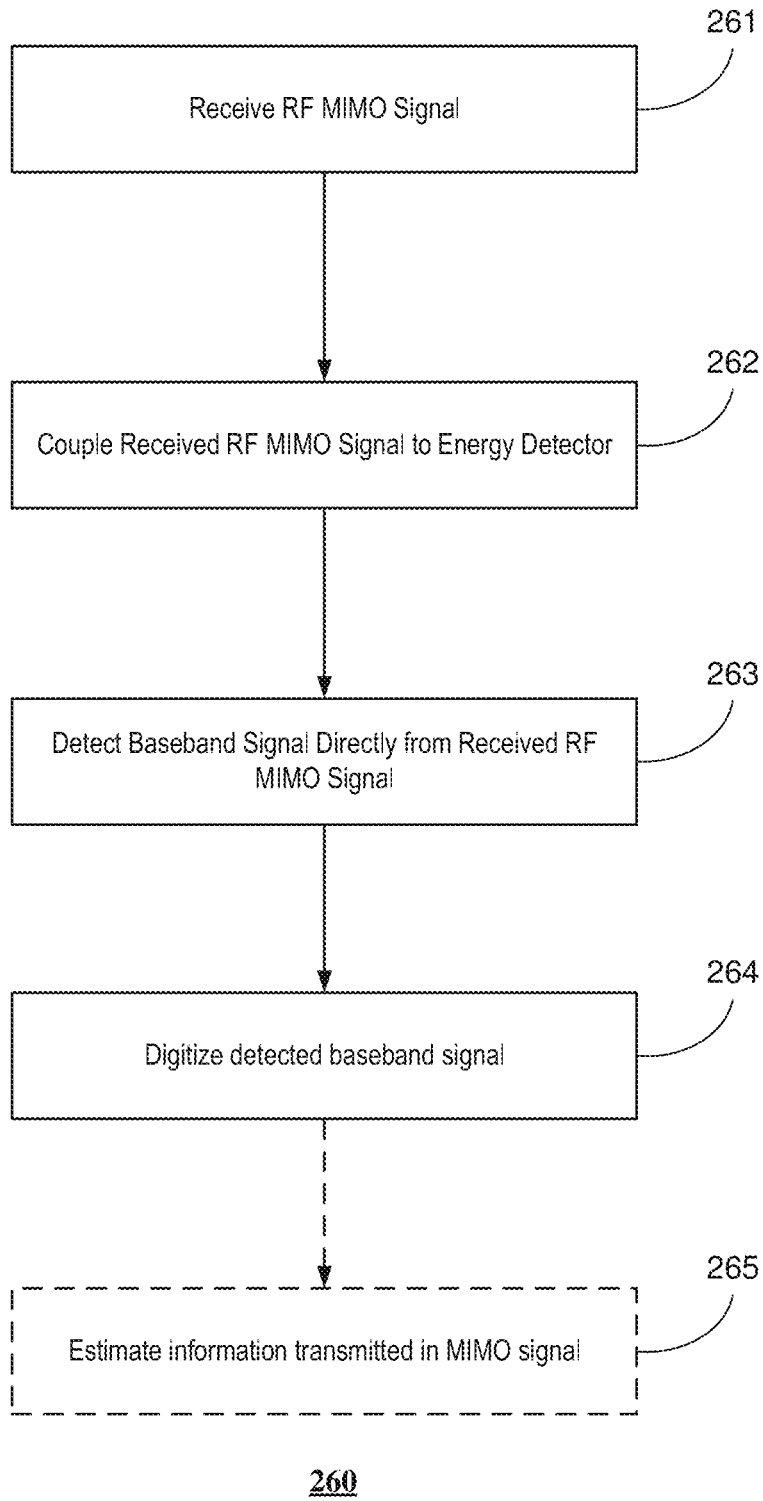 261
Receive RF MIMO Signal
262
Couple Received RF MIMO Signal to Energy Detector
263
Detect Baseband Signal Directly from Received RF
MIMO Signal
264
Digitize detected baseband signal
265
Estimate information transmitted in MIMO signal
260